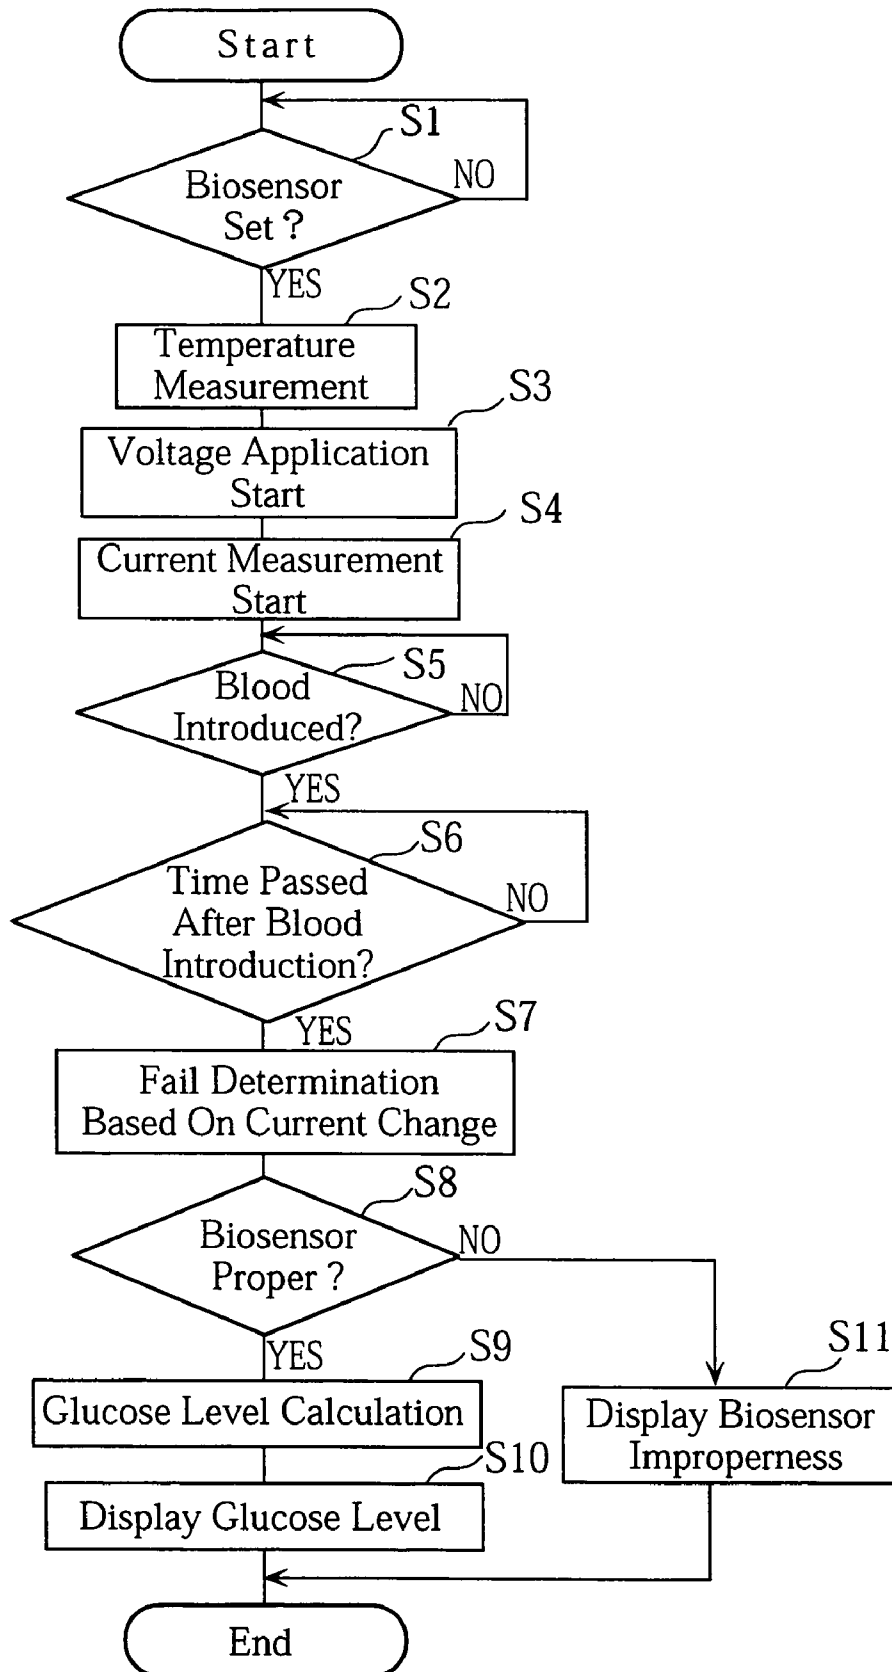 Start
S1
Biosensor
Set ?
NO
YES
S2
Temperature
Measurement
S3
Voltage Application
Start
S4
Current Measurement
Start
S5
Blood
Introduced?
NO
YES
S6
Time Passed
After Blood
Introduction?
NO
YES
S7
Fail Determination
Based On Current Change
S8
Biosensor
Proper ?
NO
YES
S9
Glucose Level Calculation
S11
Display Biosensor
Improperness
S10
Display Glucose Level
End